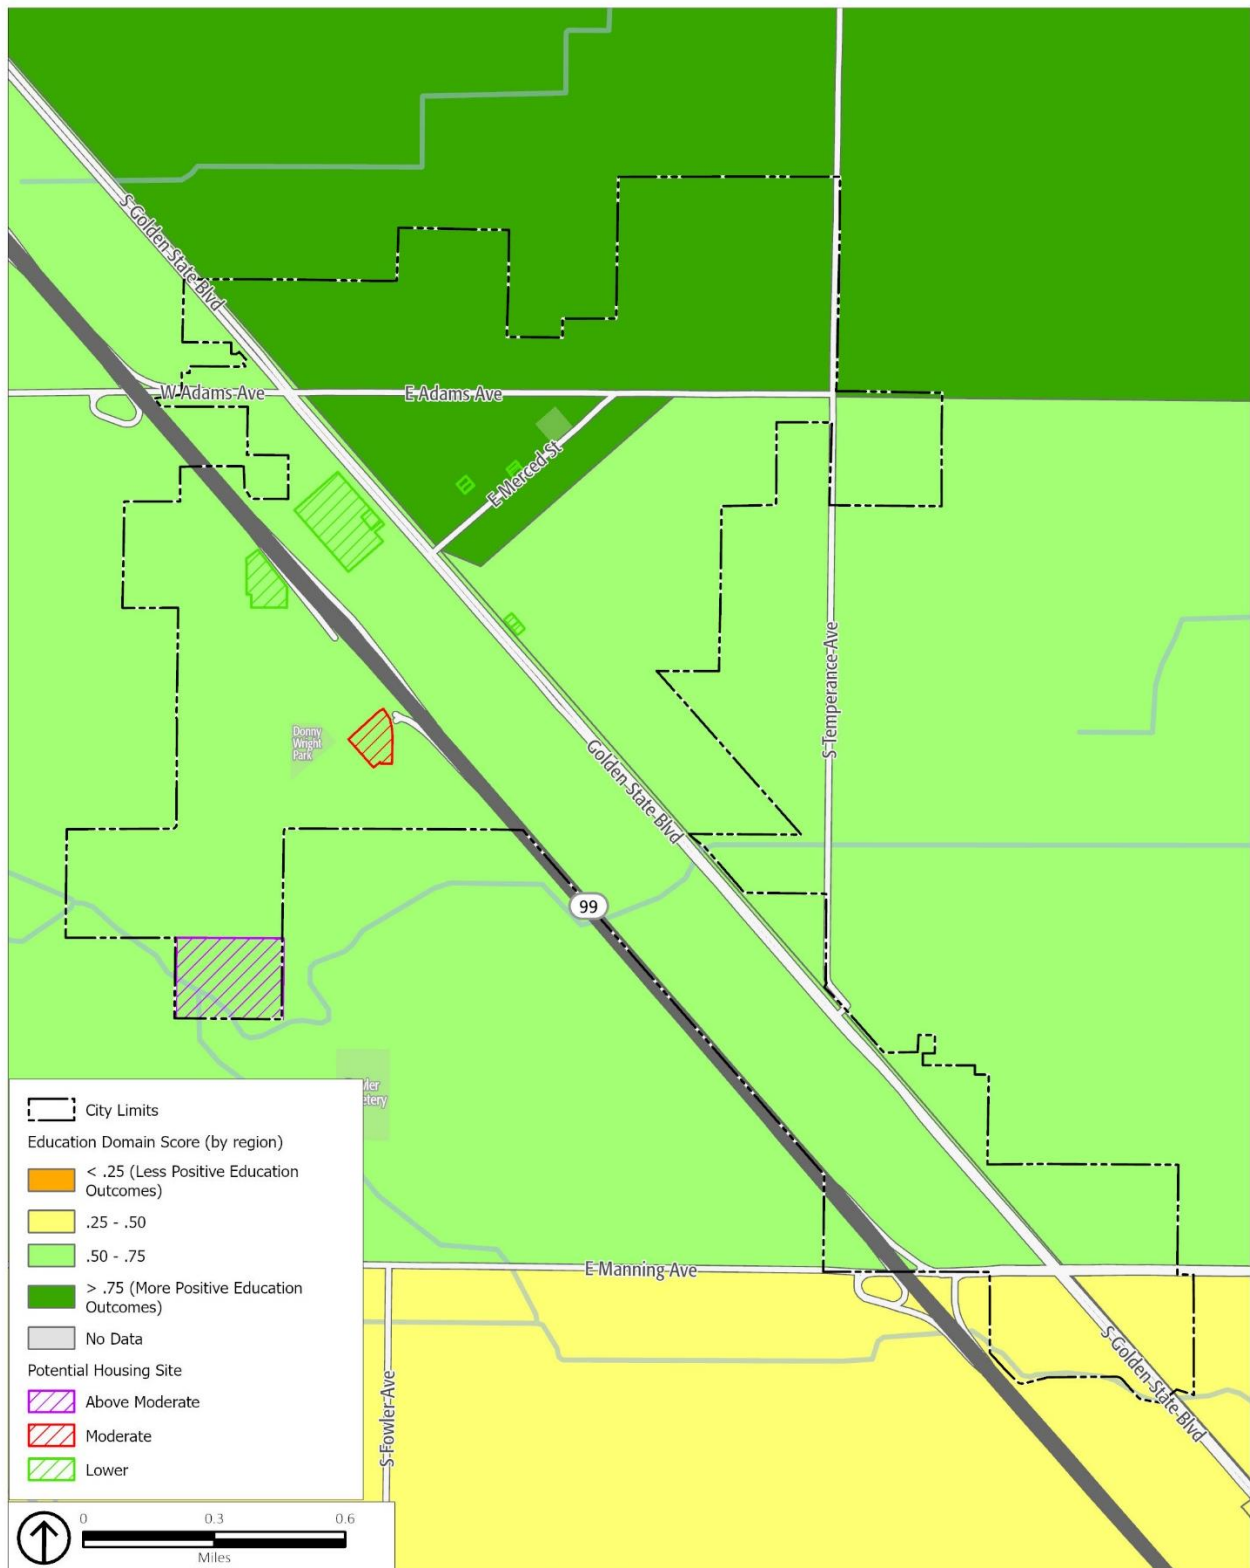 S Golden State Blvd
W Adams Ave
E Adams Ave
E Merced St
S Temperance Ave
Donny
Wright
Park
Golden State Blvd
99
E Manning Ave
S Golden State Blvd
S Fowler Ave
City Limits
Education Domain Score (by region)
< .25 (Less Positive Education
Outcomes)
.25 - .50
.50 - .75
> .75 (More Positive Education
Outcomes)
No Data
Potential Housing Site
Above Moderate
Moderate
Lower
0 0.3 0.6
Miles